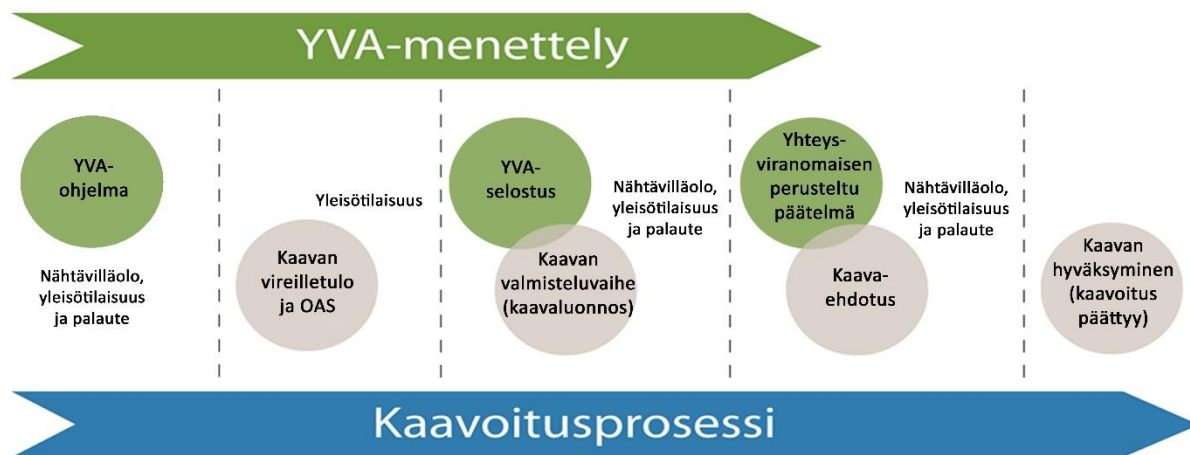 YVA-menettely
YVA-
ohjelma
Nähtävilläolo,
yleisötilaisuus
ja palaute
Yleisötilaisuus
Kaavan
vireilletulo
ja OAS
YVA-
selostus
Nähtävilläolo,
yleisötilaisuus
ja palaute
Kaavan
valmisteluvaihe
(kaavaluonnos)
Yhteys-
viranomaisen
perusteltu
päätelmä
Nähtävilläolo,
yleisötilaisuus
ja palaute
Kaava-
ehdotus
Kaavan
hyväksyminen
(kaavoitus
päättyy)
Kaavoitusprosessi